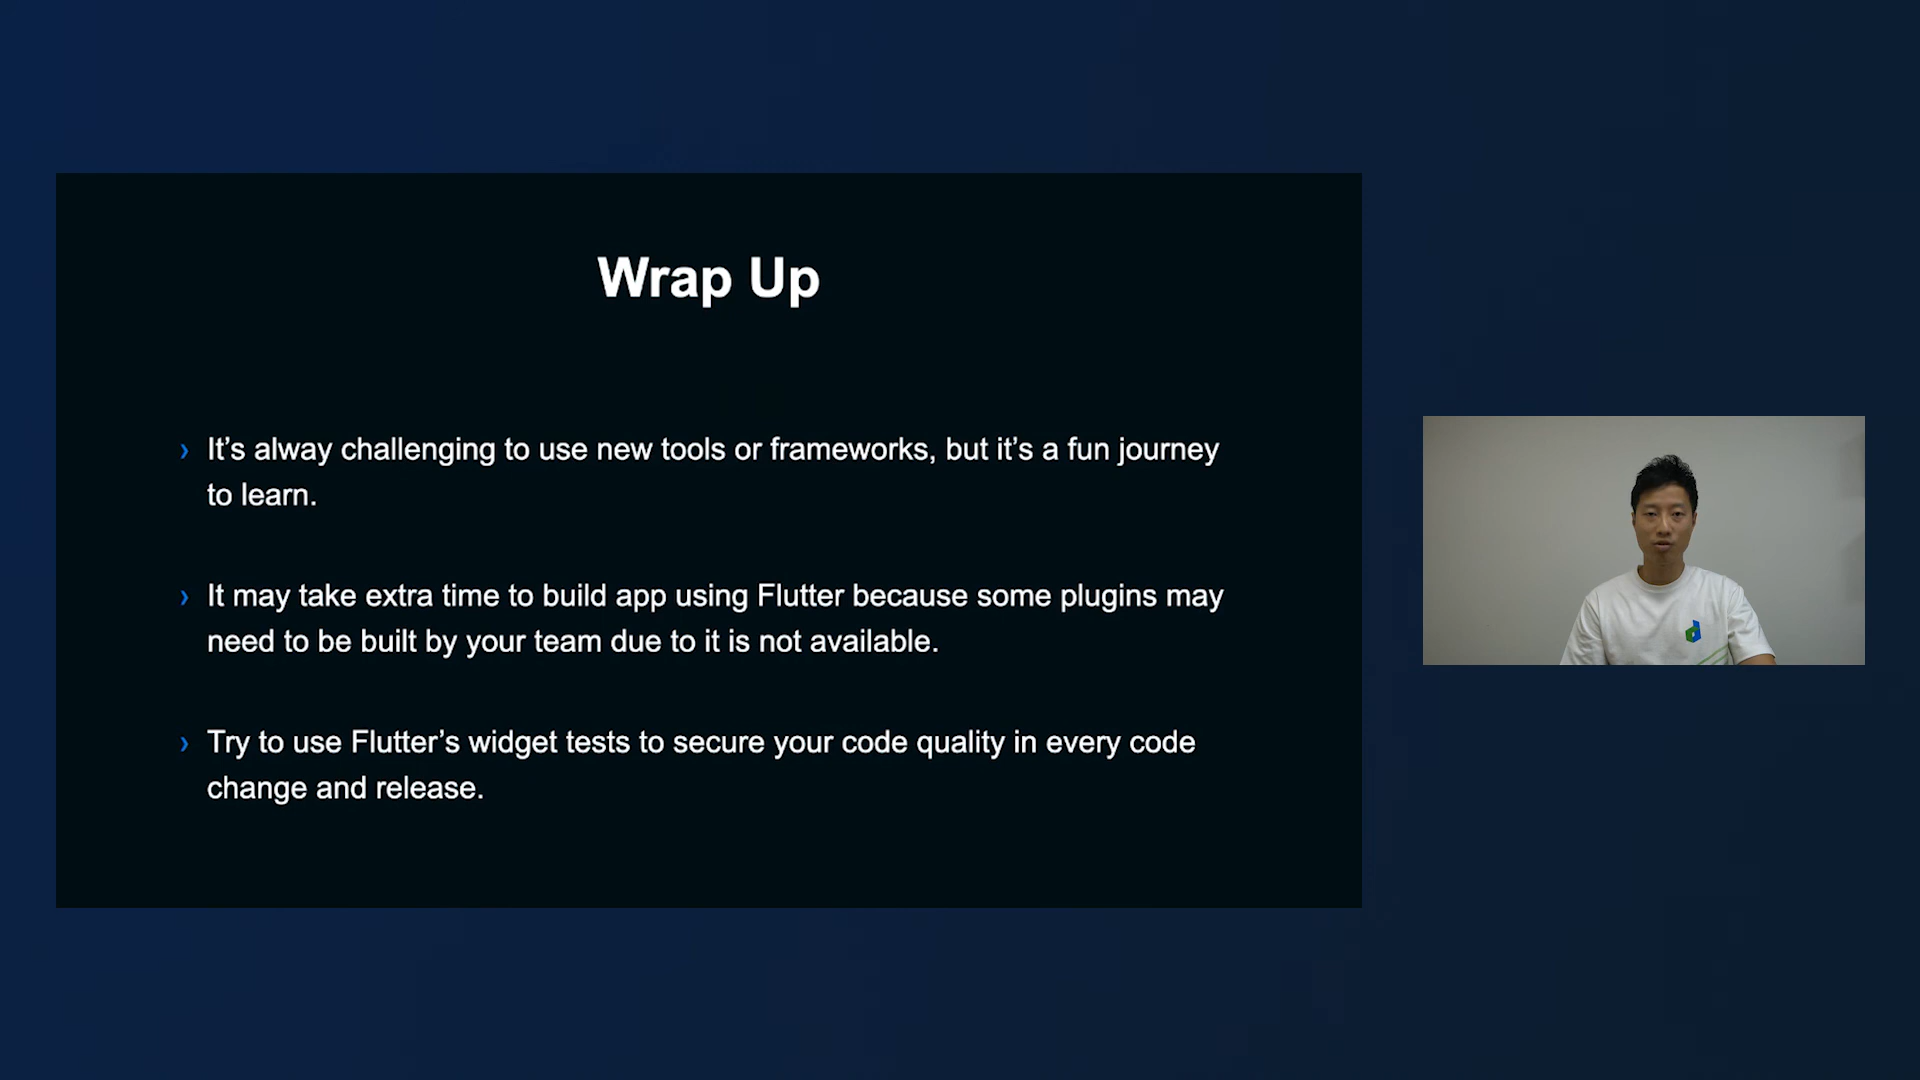 Wrap Up
› It’s alway challenging to use new tools or frameworks, but it’s a fun journey
to learn.
› It may take extra time to build app using Flutter because some plugins may
need to be built by your team due to it is not available.
› Try to use Flutter’s widget tests to secure your code quality in every code
change and release.